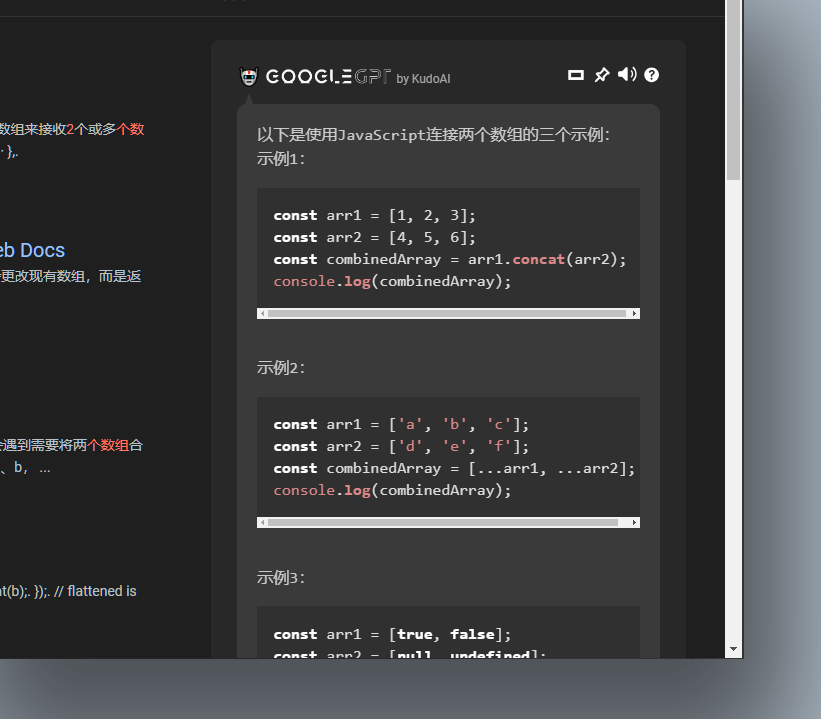 数组来接收2个或多个数
·},.
eb Docs
更改现有数组，而是返
遇到需要将两个数组合
、b， ...
t(b);. });. // flattened is
GOOGLEGPT by KudoAI
以下是使用JavaScript连接两个数组的三个示例：
示例1：
const arr1 = [1, 2, 3];
const arr2 = [4, 5, 6];
const combinedArray = arr1.concat(arr2);
console.log(combinedArray);
示例2：
const arr1 = ['a', 'b', 'c'];
const arr2 = ['d', 'e', 'f'];
const combinedArray = [...arr1, ...arr2];
console.log(combinedArray);
示例3：
const arr1 = [true, false];
const arr2 = [null, undefined];